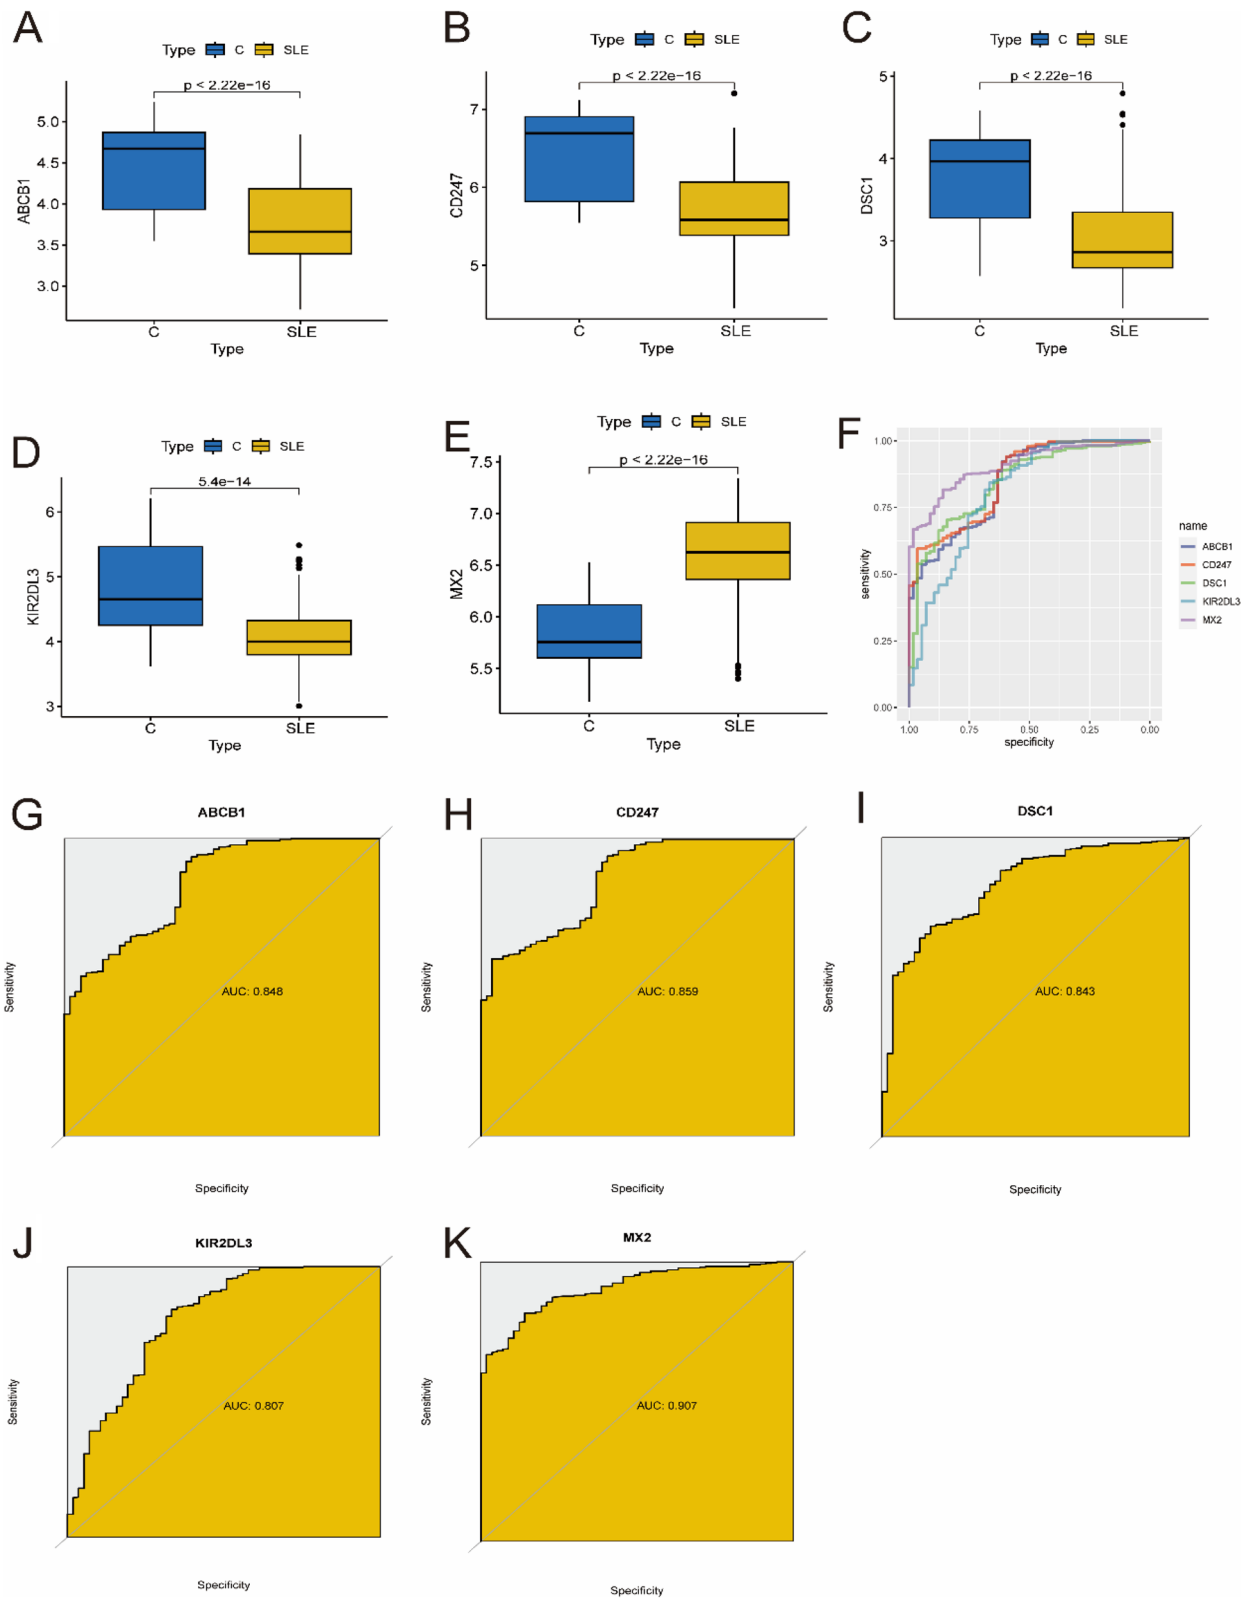 A
Type C SLE
p < 2.22e−16
5.0
4.5
4.0
3.5
3.0
ABCB1
C SLE
Type
B
Type C SLE
p < 2.22e−16
7
6
5
CD247
C SLE
Type
C
Type C SLE
p < 2.22e−16
5
4
3
DSC1
C SLE
Type
D
Type C SLE
5.4e−14
6
5
4
3
KIR2DL3
C SLE
Type
E
Type C SLE
p < 2.22e−16
7.5
7.0
6.5
6.0
5.5
MX2
C SLE
Type
F
1.00
0.75
0.50
0.25
0.00
sensitivity
1.00 0.75 0.50 0.25 0.00
specificity
name
ABCB1
CD247
DSC1
KIR2DL3
MX2
G
ABCB1
Sensitivity
AUC: 0.848
Specificity
H
CD247
Sensitivity
AUC: 0.859
Specificity
I
DSC1
Sensitivity
AUC: 0.843
Specificity
J
KIR2DL3
Sensitivity
AUC: 0.807
Specificity
K
MX2
Sensitivity
AUC: 0.907
Specificity